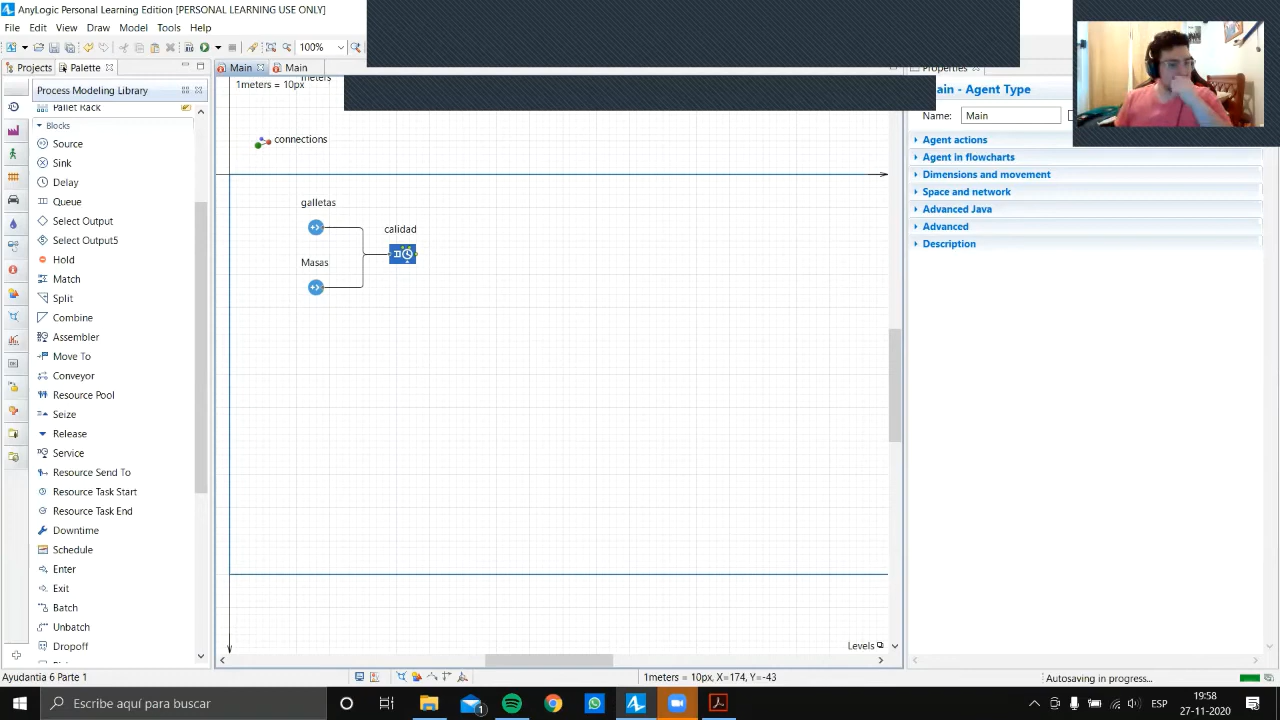 AnyLogic Personal Learning Edition [PERSONAL LEARNING USE ONLY]
File Edit View Draw Model Tools Help
100%
Projects Palette
Main Main
Properties
Process Modeling Library
Pallet Rack
Blocks
Source
Sink
Delay
Queue
Select Output
Select Output5
Hold
Match
Split
Combine
Assembler
Move To
Conveyor
Resource Pool
Seize
Release
Service
Resource Send To
Resource Task Start
Resource Task End
Downtime
Schedule
Enter
Exit
Batch
Unbatch
Dropoff
meters
1meters = 10px
connections
galletas
calidad
Masas
Levels
ain - Agent Type
Name: Main
Agent actions
Agent in flowcharts
Dimensions and movement
Space and network
Advanced Java
Advanced
Description
Ayudantia 6 Parte 1
1meters = 10px, X=174, Y=-43
Autosaving in progress...
Escribe aquí para buscar
1
ESP
19:58
27-11-2020